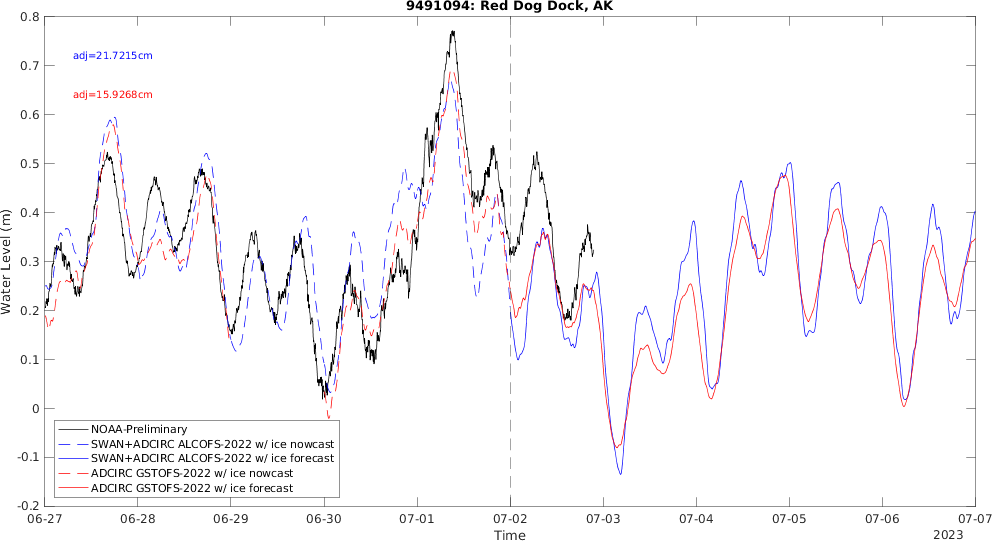 9491094: Red Dog Dock, AK
0.8
adj=21.7215cm
0.7
adj=15.9268cm
0.6
0.5
0.4
0.3
0.2
0.1
0
-0.1
-0.2
Water Level (m)
NOAA-Preliminary
SWAN+ADCIRC ALCOFS-2022 w/ ice nowcast
SWAN+ADCIRC ALCOFS-2022 w/ ice forecast
ADCIRC GSTOFS-2022 w/ ice nowcast
ADCIRC GSTOFS-2022 w/ ice forecast
06-27 06-28 06-29 06-30 07-01 07-02 07-03 07-04 07-05 07-06 07-07
Time
2023